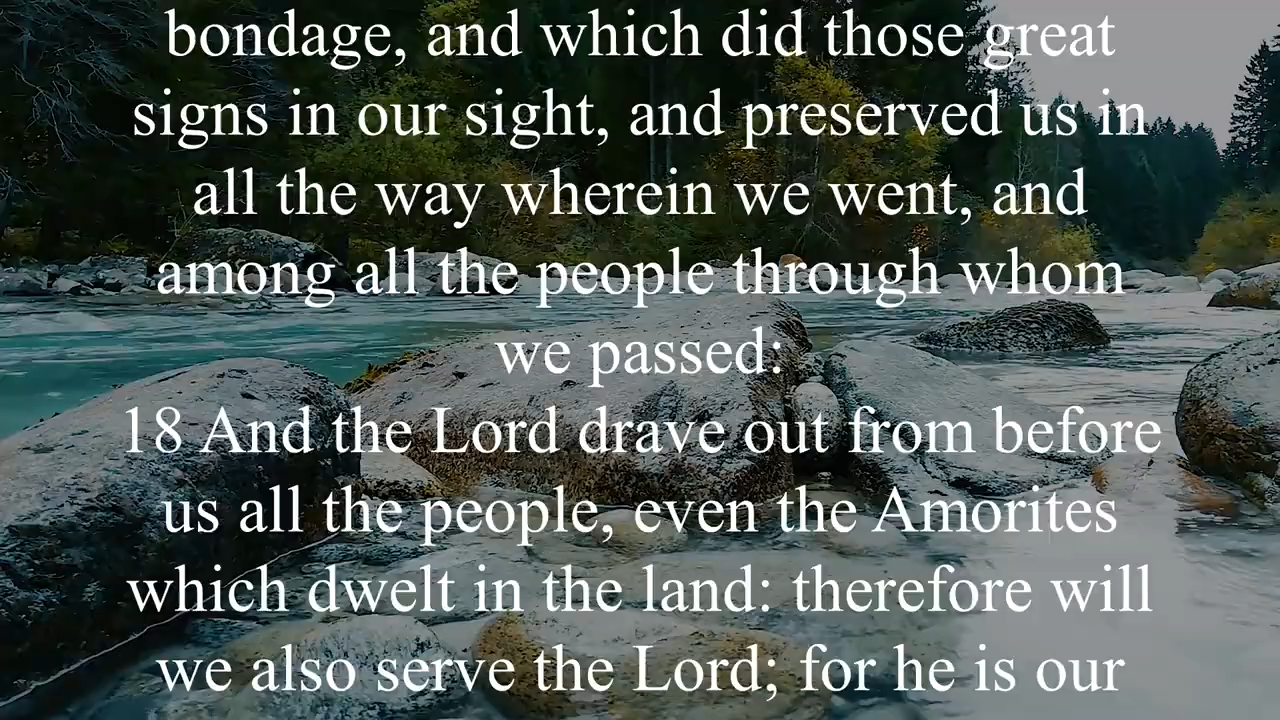 bondage, and which did those great
signs in our sight, and preserved us in
all the way wherein we went, and
among all the people through whom
we passed:
18 And the Lord drave out from before
us all the people, even the Amorites
which dwelt in the land: therefore will
we also serve the Lord; for he is our